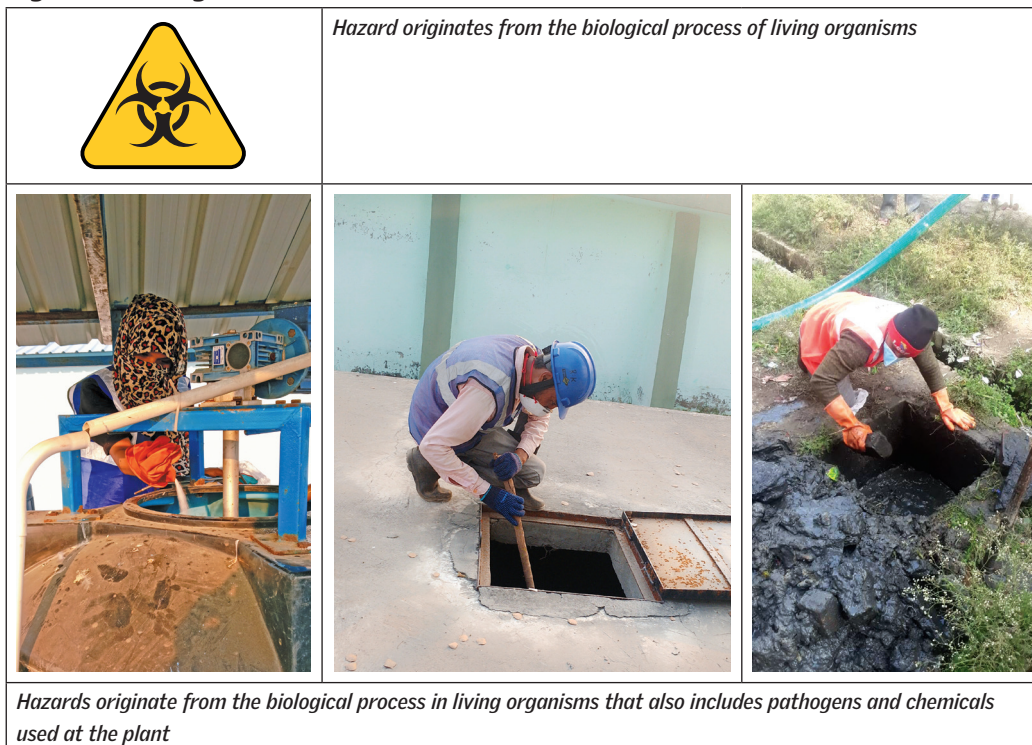 Hazard originates from the biological process of living organisms
Hazards originate from the biological process in living organisms that also includes pathogens and chemicals
used at the plant